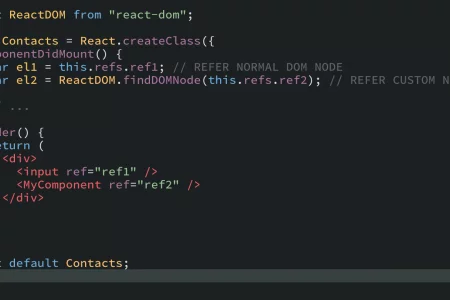 t ReactDOM from "react-dom";
Contacts = React.createClass({
ponentDidMount() {
ar el1 = this.refs.ref1; // REFER NORMAL DOM NODE
ar el2 = ReactDOM.findDOMNode(this.refs.ref2); // REFER CUSTOM N
...
der() {
eturn (
<div>
<input ref="ref1" />
<MyComponent ref="ref2" />
</div>
t default Contacts;